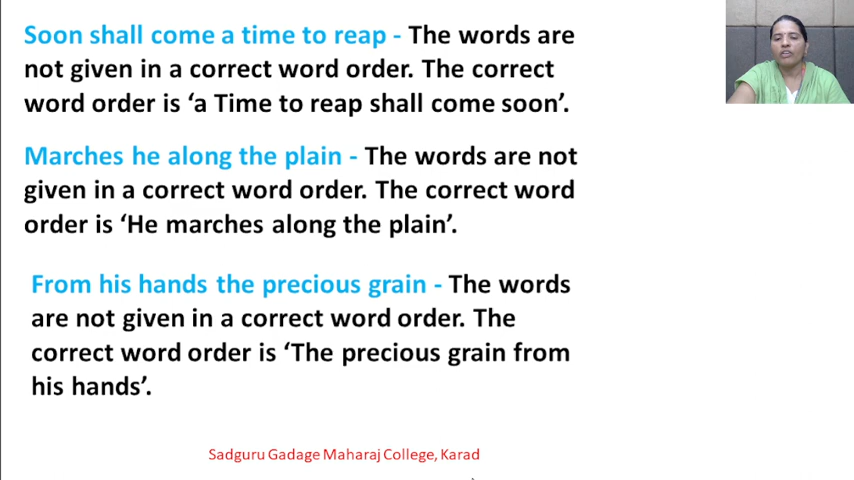 Soon shall come a time to reap - The words are
not given in a correct word order. The correct
word order is ‘a Time to reap shall come soon’.
Marches he along the plain - The words are not
given in a correct word order. The correct word
order is ‘He marches along the plain’.
From his hands the precious grain - The words
are not given in a correct word order. The
correct word order is ‘The precious grain from
his hands’.
Sadguru Gadage Maharaj College, Karad